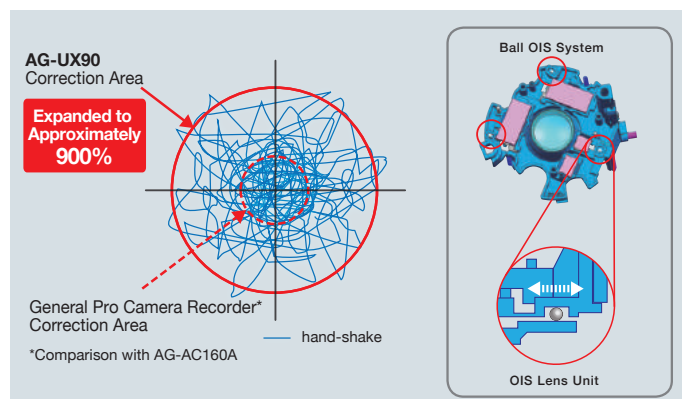 AG-UX90
Correction Area
Expanded to
Approximately
900%
General Pro Camera Recorder*
Correction Area
*Comparison with AG-AC160A
hand-shake
Ball OIS System
OIS Lens Unit